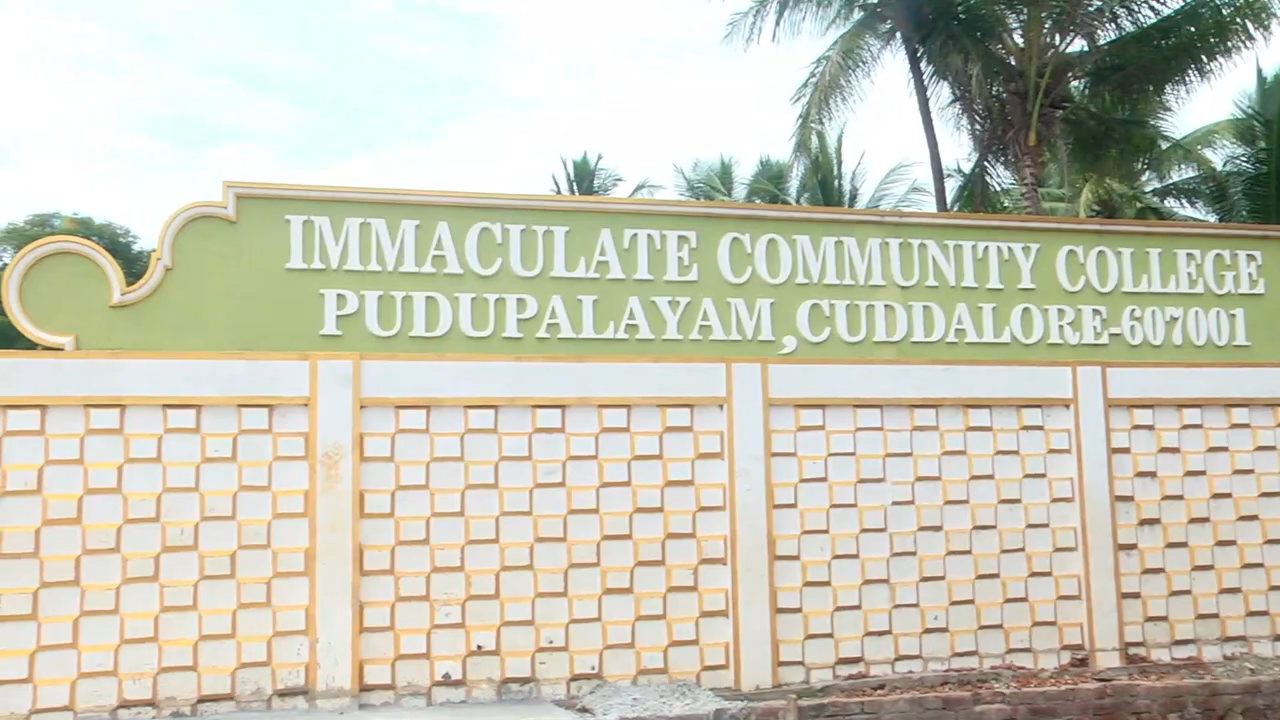 IMMACULATE COMMUNITY COLLEGE
PUDUPALAYAM,CUDDALORE-607001